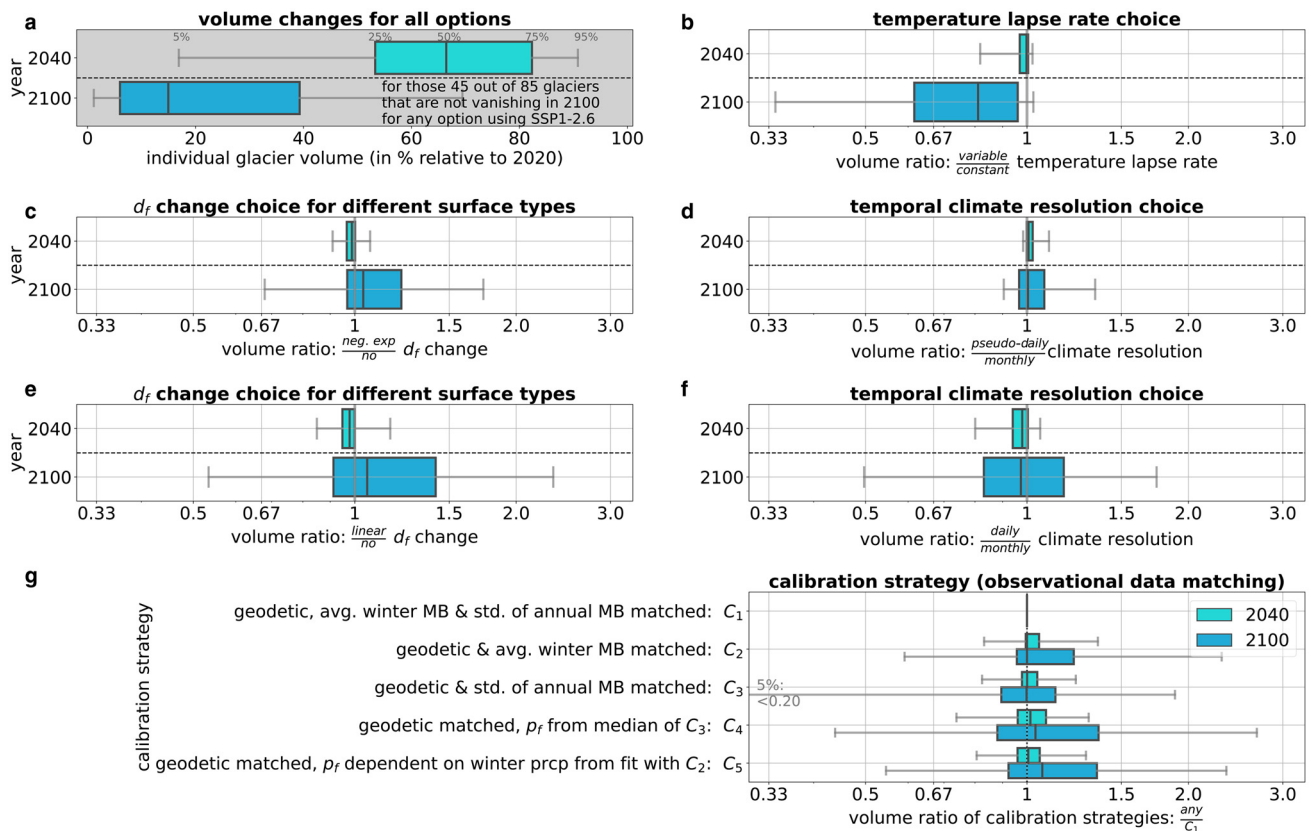 a
volume changes for all options
5% 25% 50% 75% 95%
year
2040
2100
for those 45 out of 85 glaciers
that are not vanishing in 2100
for any option using SSP1-2.6
0 20 40 60 80 100
individual glacier volume (in % relative to 2020)
b
temperature lapse rate choice
2040
2100
0.33 0.5 0.67 1 1.5 2.0 3.0
volume ratio: variable/constant temperature lapse rate
c
d_f change choice for different surface types
year
2040
2100
0.33 0.5 0.67 1 1.5 2.0 3.0
volume ratio: neg. exp/no d_f change
d
temporal climate resolution choice
2040
2100
0.33 0.5 0.67 1 1.5 2.0 3.0
volume ratio: pseudo-daily/monthly climate resolution
e
d_f change choice for different surface types
year
2040
2100
0.33 0.5 0.67 1 1.5 2.0 3.0
volume ratio: linear/no d_f change
f
temporal climate resolution choice
2040
2100
0.33 0.5 0.67 1 1.5 2.0 3.0
volume ratio: daily/monthly climate resolution
g
calibration strategy (observational data matching)
calibration strategy
geodetic, avg. winter MB & std. of annual MB matched: C₁
geodetic & avg. winter MB matched: C₂
geodetic & std. of annual MB matched: C₃
geodetic matched, p_f from median of C₃: C₄
geodetic matched, p_f dependent on winter prcp from fit with C₂: C₅
2040
2100
5%:
<0.20
0.33 0.5 0.67 1 1.5 2.0 3.0
volume ratio of calibration strategies: any/C₁